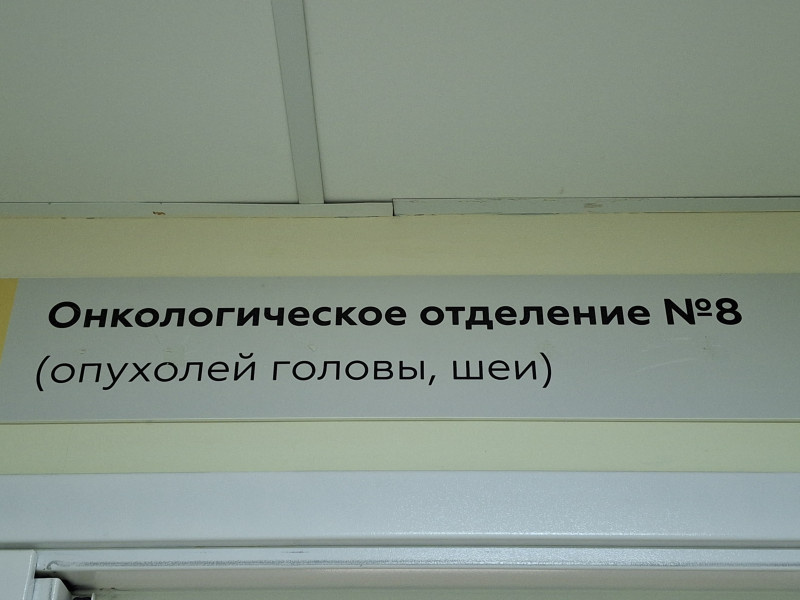 Онкологическое отделение №8
(опухолей головы, шеи)